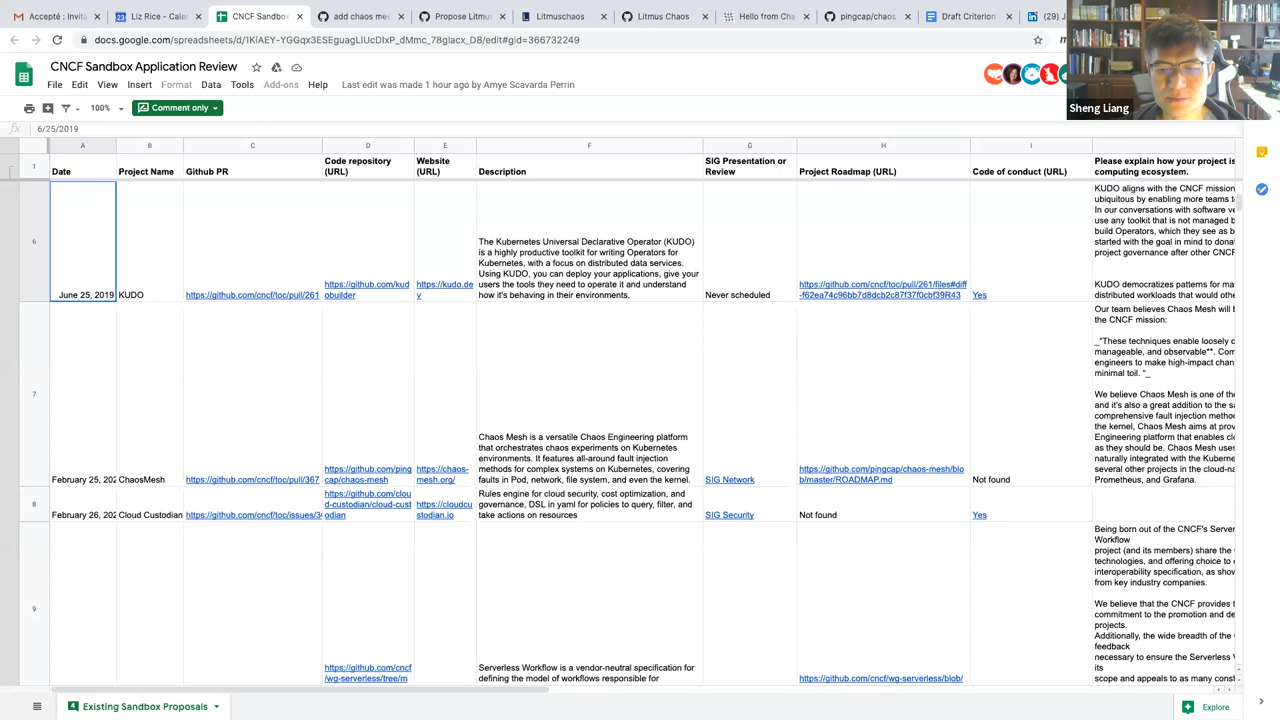 Accepté : Invita
Liz Rice - Caler
CNCF Sandbox
add chaos mes
Propose Litmus
Litmuschaos
Litmus Chaos
Hello from Cha
pingcap/chaos
Draft Criterion
(29) J
docs.google.com/spreadsheets/d/1KiAEY-YGGqx3ESEguagLIUcDIxP_dMmc_78glacx_D8/edit#gid=366732249
CNCF Sandbox Application Review
File Edit View Insert Format Data Tools Add-ons Help Last edit was made 1 hour ago by Amye Scavarda Perrin
Sheng Liang
100% Comment only
fx 6/25/2019
A B C D E F G H I
1 Date Project Name Github PR
Code repository
(URL)
Website
(URL)
Description
SIG Presentation or
Review
Project Roadmap (URL)
Code of conduct (URL)
Please explain how your project is
computing ecosystem.
6
June 25, 2019
KUDO
https://github.com/cncf/toc/pull/261
https://github.com/kud
obuilder
https://kudo.de
v
The Kubernetes Universal Declarative Operator (KUDO)
is a highly productive toolkit for writing Operators for
Kubernetes, with a focus on distributed data services.
Using KUDO, you can deploy your applications, give your
users the tools they need to operate it and understand
how it's behaving in their environments.
Never scheduled
https://github.com/cncf/toc/pull/261/files#diff
-f62ea74c96bb7d8dcb2c87f37f0cbf39R43
Yes
KUDO aligns with the CNCF mission
ubiquitous by enabling more teams t
In our conversations with software ve
use any toolkit that is not managed b
build Operators, which they see as b
started with the goal in mind to dona
project governance after other CNCF
KUDO democratizes patterns for ma
distributed workloads that would othe
7
February 25, 202
ChaosMesh
https://github.com/cncf/toc/pull/367
https://github.com/ping
cap/chaos-mesh
https://chaos-
mesh.org/
Chaos Mesh is a versatile Chaos Engineering platform
that orchestrates chaos experiments on Kubernetes
environments. It features all-around fault injection
methods for complex systems on Kubernetes, covering
faults in Pod, network, file system, and even the kernel.
SIG Network
https://github.com/pingcap/chaos-mesh/blo
b/master/ROADMAP.md
Not found
Our team believes Chaos Mesh will b
the CNCF mission:
_"These techniques enable loosely c
manageable, and observable**. Com
engineers to make high-impact chan
minimal toil. "_
We believe Chaos Mesh is one of the
and it's also a great addition to the sa
comprehensive fault injection method
the kernel, Chaos Mesh aims at prov
Engineering platform that enables clo
as they should be. Chaos Mesh uses
naturally integrated with the Kuberne
several other projects in the cloud-na
Prometheus, and Grafana.
8
February 26, 202
Cloud Custodian
https://github.com/cncf/toc/issues/3
https://github.com/clou
d-custodian/cloud-cust
odian
https://cloudcu
stodian.io
Rules engine for cloud security, cost optimization, and
governance, DSL in yaml for policies to query, filter, and
take actions on resources
SIG Security
Not found
Yes
9
https://github.com/cncf
/wg-serverless/tree/m
Serverless Workflow is a vendor-neutral specification for
defining the model of workflows responsible for
https://github.com/cncf/wg-serverless/blob/
Being born out of the CNCF's Server
Workflow
project (and its members) share the
technologies, and offering choice to
interoperability specification, as show
from key industry companies.
We believe that the CNCF provides t
commitment to the promotion and de
projects.
Additionally, the wide breadth of the
feedback
necessary to ensure the Serverless W
its
scope and appeals to as many const
4 Existing Sandbox Proposals
Explore